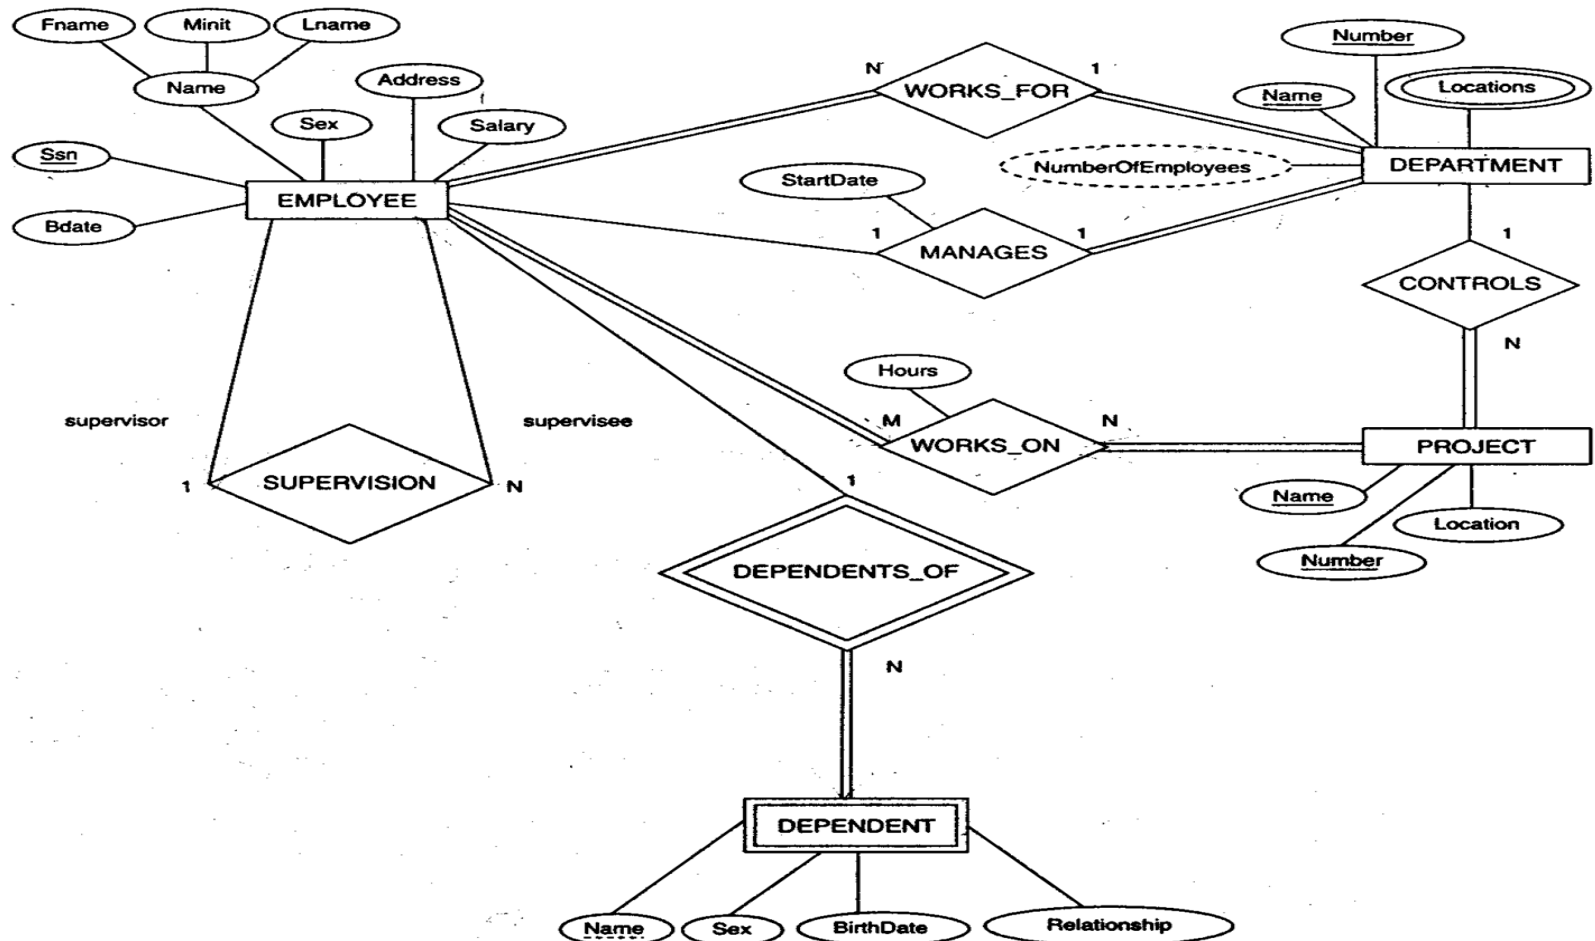 Fname
Minit
Lname
Name
Address
Sex
Salary
Ssn
Bdate
EMPLOYEE
N
WORKS_FOR
1
Number
Name
Locations
NumberOfEmployees
DEPARTMENT
StartDate
1
MANAGES
1
1
CONTROLS
N
supervisor
supervisee
1
SUPERVISION
N
Hours
M
WORKS_ON
N
PROJECT
Name
Location
Number
1
DEPENDENTS_OF
N
DEPENDENT
Name
Sex
BirthDate
Relationship